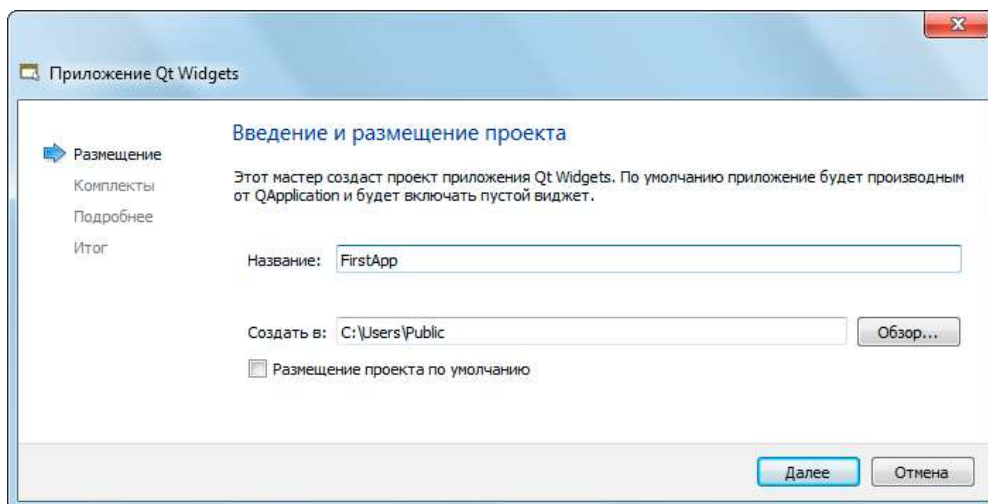 Приложение Qt Widgets
Введение и размещение проекта
Размещение
Комплекты
Подробнее
Итог
Этот мастер создаст проект приложения Qt Widgets. По умолчанию приложение будет производным
от QApplication и будет включать пустой виджет.
Название: FirstApp
Создать в: C:\Users\Public Обзор...
Размещение проекта по умолчанию
Далее Отмена